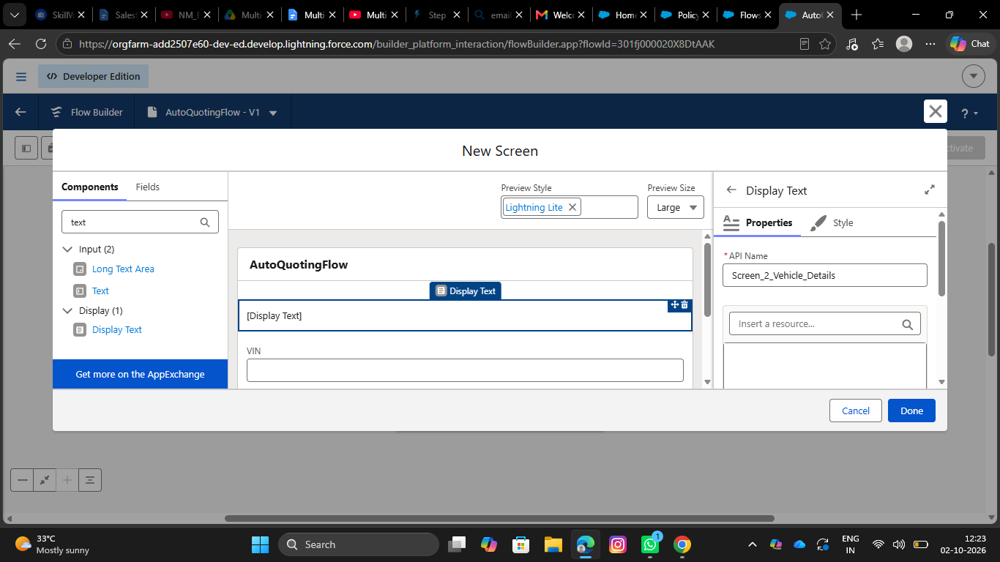 SkillW
Salesf
NM_E
Multi-
Multi
Multi
Step
email
Welco
Home
Policy
Flows
Auto
https://orgfarm-add2507e60-dev-ed.develop.lightning.force.com/builder_platform_interaction/flowBuilder.app?flowId=301fj000020X8DtAAK
Chat
Developer Edition
Flow Builder
AutoQuotingFlow - V1
?
ctivate
New Screen
Components
Fields
text
Input (2)
Long Text Area
Text
Display (1)
Display Text
Get more on the AppExchange
Preview Style
Lightning Lite
Preview Size
Large
AutoQuotingFlow
Display Text
[Display Text]
VIN
Display Text
Properties
Style
*API Name
Screen_2_Vehicle_Details
Insert a resource...
Cancel
Done
33°C
Mostly sunny
Search
1
ENG
IN
12:23
02-10-2026